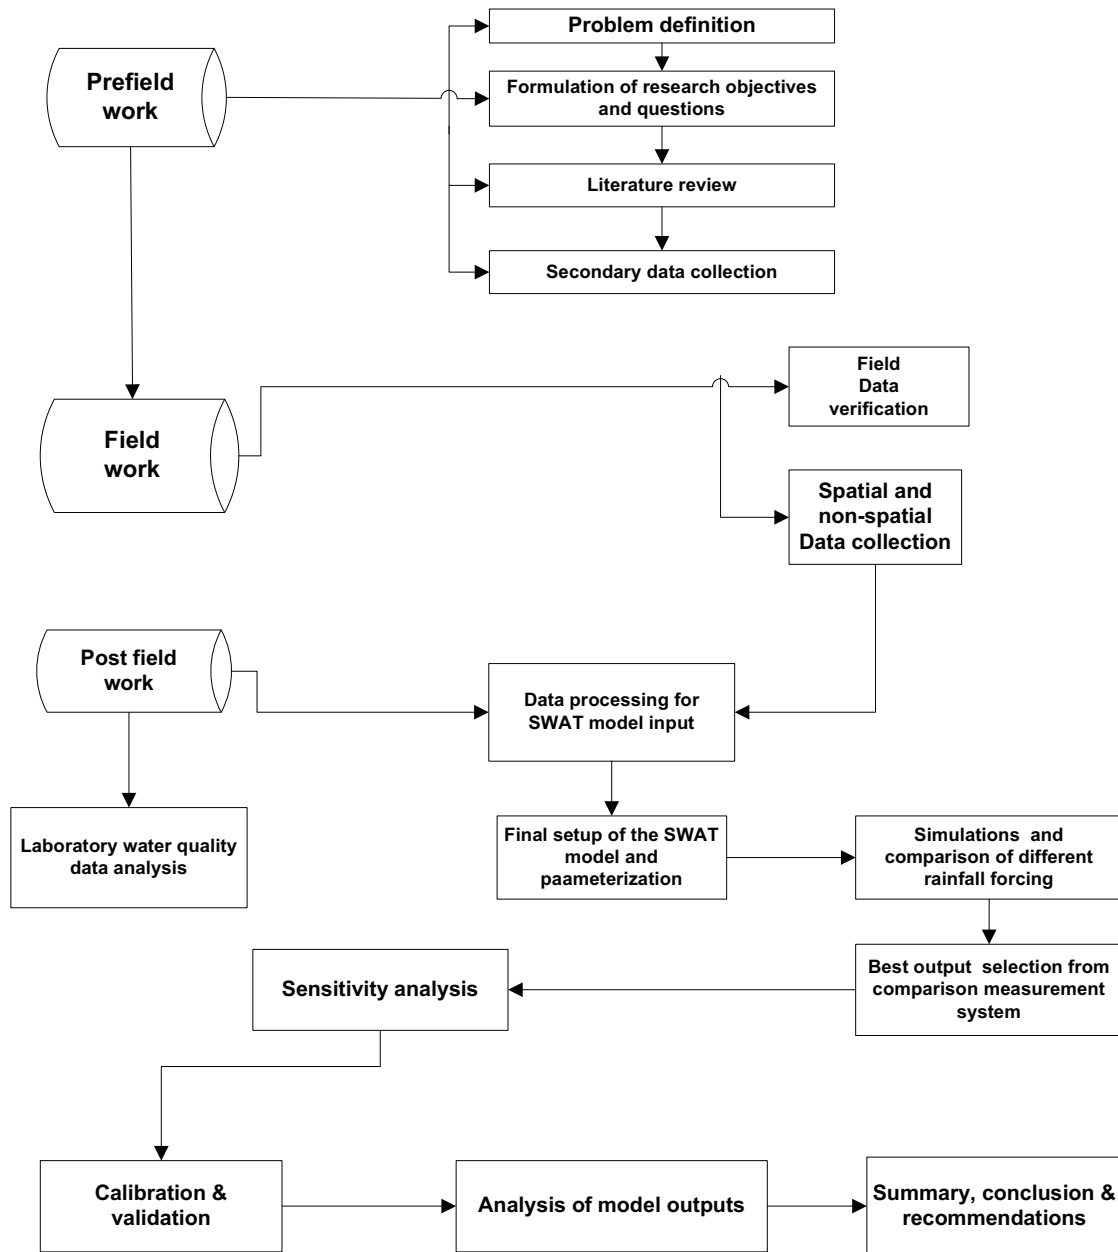 Problem definition
Prefield
work
Formulation of research objectives
and questions
Literature review
Secondary data collection
Field
Data
verification
Field
work
Spatial and
non-spatial
Data collection
Post field
work
Data processing for
SWAT model input
Laboratory water quality
data analysis
Final setup of the SWAT
model and
paameterization
Simulations and
comparison of different
rainfall forcing
Best output selection from
comparison measurement
system
Sensitivity analysis
Calibration &
validation
Analysis of model outputs
Summary, conclusion &
recommendations